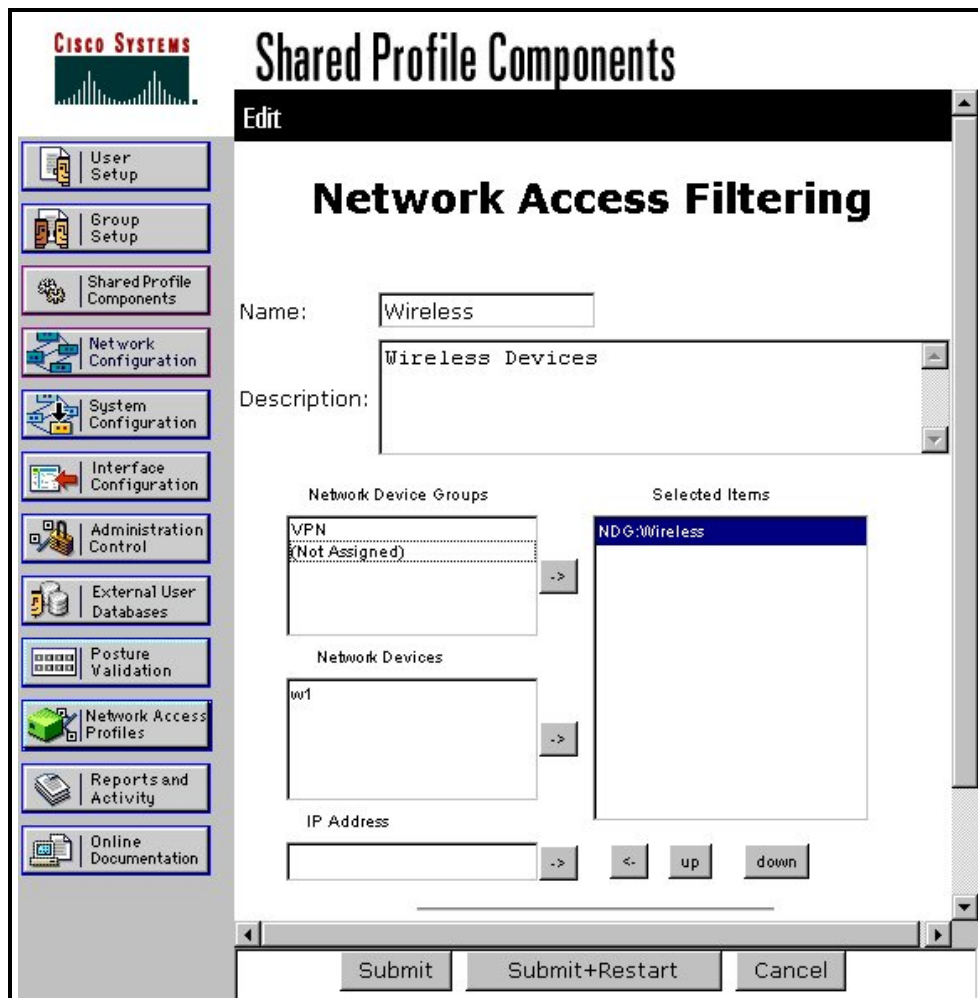 CISCO SYSTEMS
Shared Profile Components
Edit
User
Setup
Group
Setup
Shared Profile
Components
Network
Configuration
System
Configuration
Interface
Configuration
Administration
Control
External User
Databases
Posture
Validation
Network Access
Profiles
Reports and
Activity
Online
Documentation
Network Access Filtering
Name:
Wireless
Description:
Wireless Devices
Network Device Groups
Selected Items
VPN
(Not Assigned)
->
NDG:Wireless
Network Devices
w1
->
IP Address
->
<-
up
down
Submit
Submit+Restart
Cancel